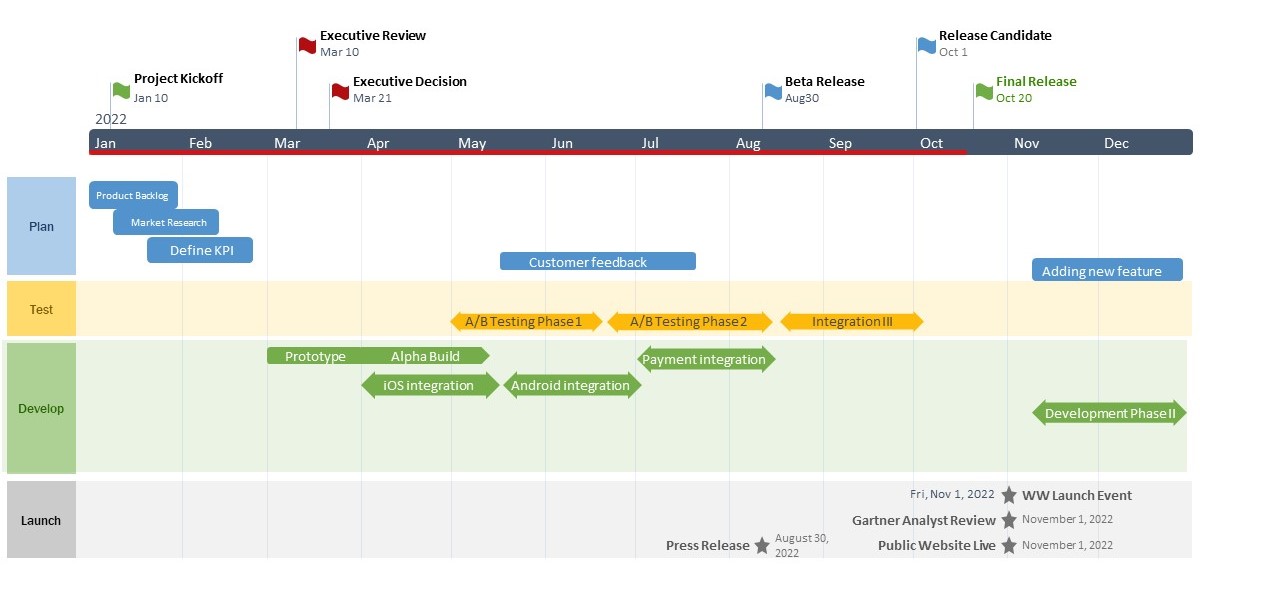 Executive Review
Mar 10
Release Candidate
Oct 1
Project Kickoff
Jan 10
Executive Decision
Mar 21
Beta Release
Aug30
Final Release
Oct 20
2022
Jan Feb Mar Apr May Jun Jul Aug Sep Oct Nov Dec
Plan
Product Backlog
Market Research
Define KPI
Customer feedback
Adding new feature
Test
A/B Testing Phase 1
A/B Testing Phase 2
Integration III
Develop
Prototype Alpha Build
Payment integration
iOS integration
Android integration
Development Phase II
Launch
Fri, Nov 1, 2022 WW Launch Event
Gartner Analyst Review November 1, 2022
Press Release August 30,
2022
Public Website Live November 1, 2022